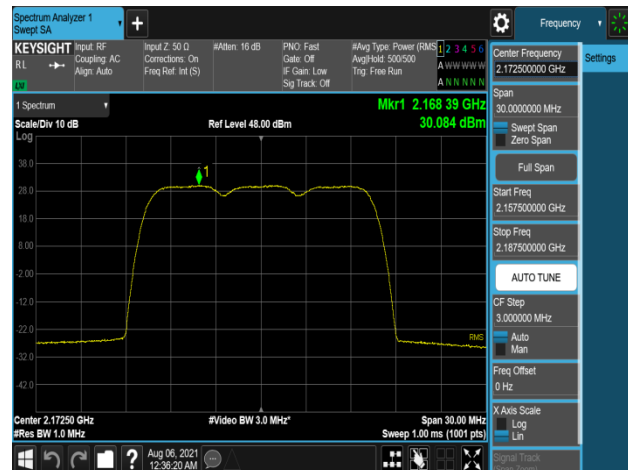 Spectrum Analyzer 1
Swept SA
+
Frequency
KEYSIGHT
RL
Input: RF
Coupling: AC
Align: Auto
Input Z: 50 Ω
Corrections: On
Freq Ref: Int (S)
#Atten: 16 dB
PNO: Fast
Gate: Off
IF Gain: Low
Sig Track: Off
#Avg Type: Power (RMS
Avg|Hold: 500/500
Trig: Free Run
1 2 3 4 5 6
A W W W W W
A N N N N N
1 Spectrum
Scale/Div 10 dB
Log
Ref Level 48.00 dBm
Mkr1 2.168 39 GHz
30.084 dBm
38.0
28.0
18.0
8.00
-2.00
-12.0
-22.0
-32.0
-42.0
1
RMS
Center 2.17250 GHz
#Res BW 1.0 MHz
#Video BW 3.0 MHz*
Span 30.00 MHz
Sweep 1.00 ms (1001 pts)
?
Aug 06, 2021
12:36:20 AM
Center Frequency
2.172500000 GHz
Settings
Span
30.0000000 MHz
Swept Span
Zero Span
Full Span
Start Freq
2.157500000 GHz
Stop Freq
2.187500000 GHz
AUTO TUNE
CF Step
3.000000 MHz
Auto
Man
Freq Offset
0 Hz
X Axis Scale
Log
Lin
Signal Track